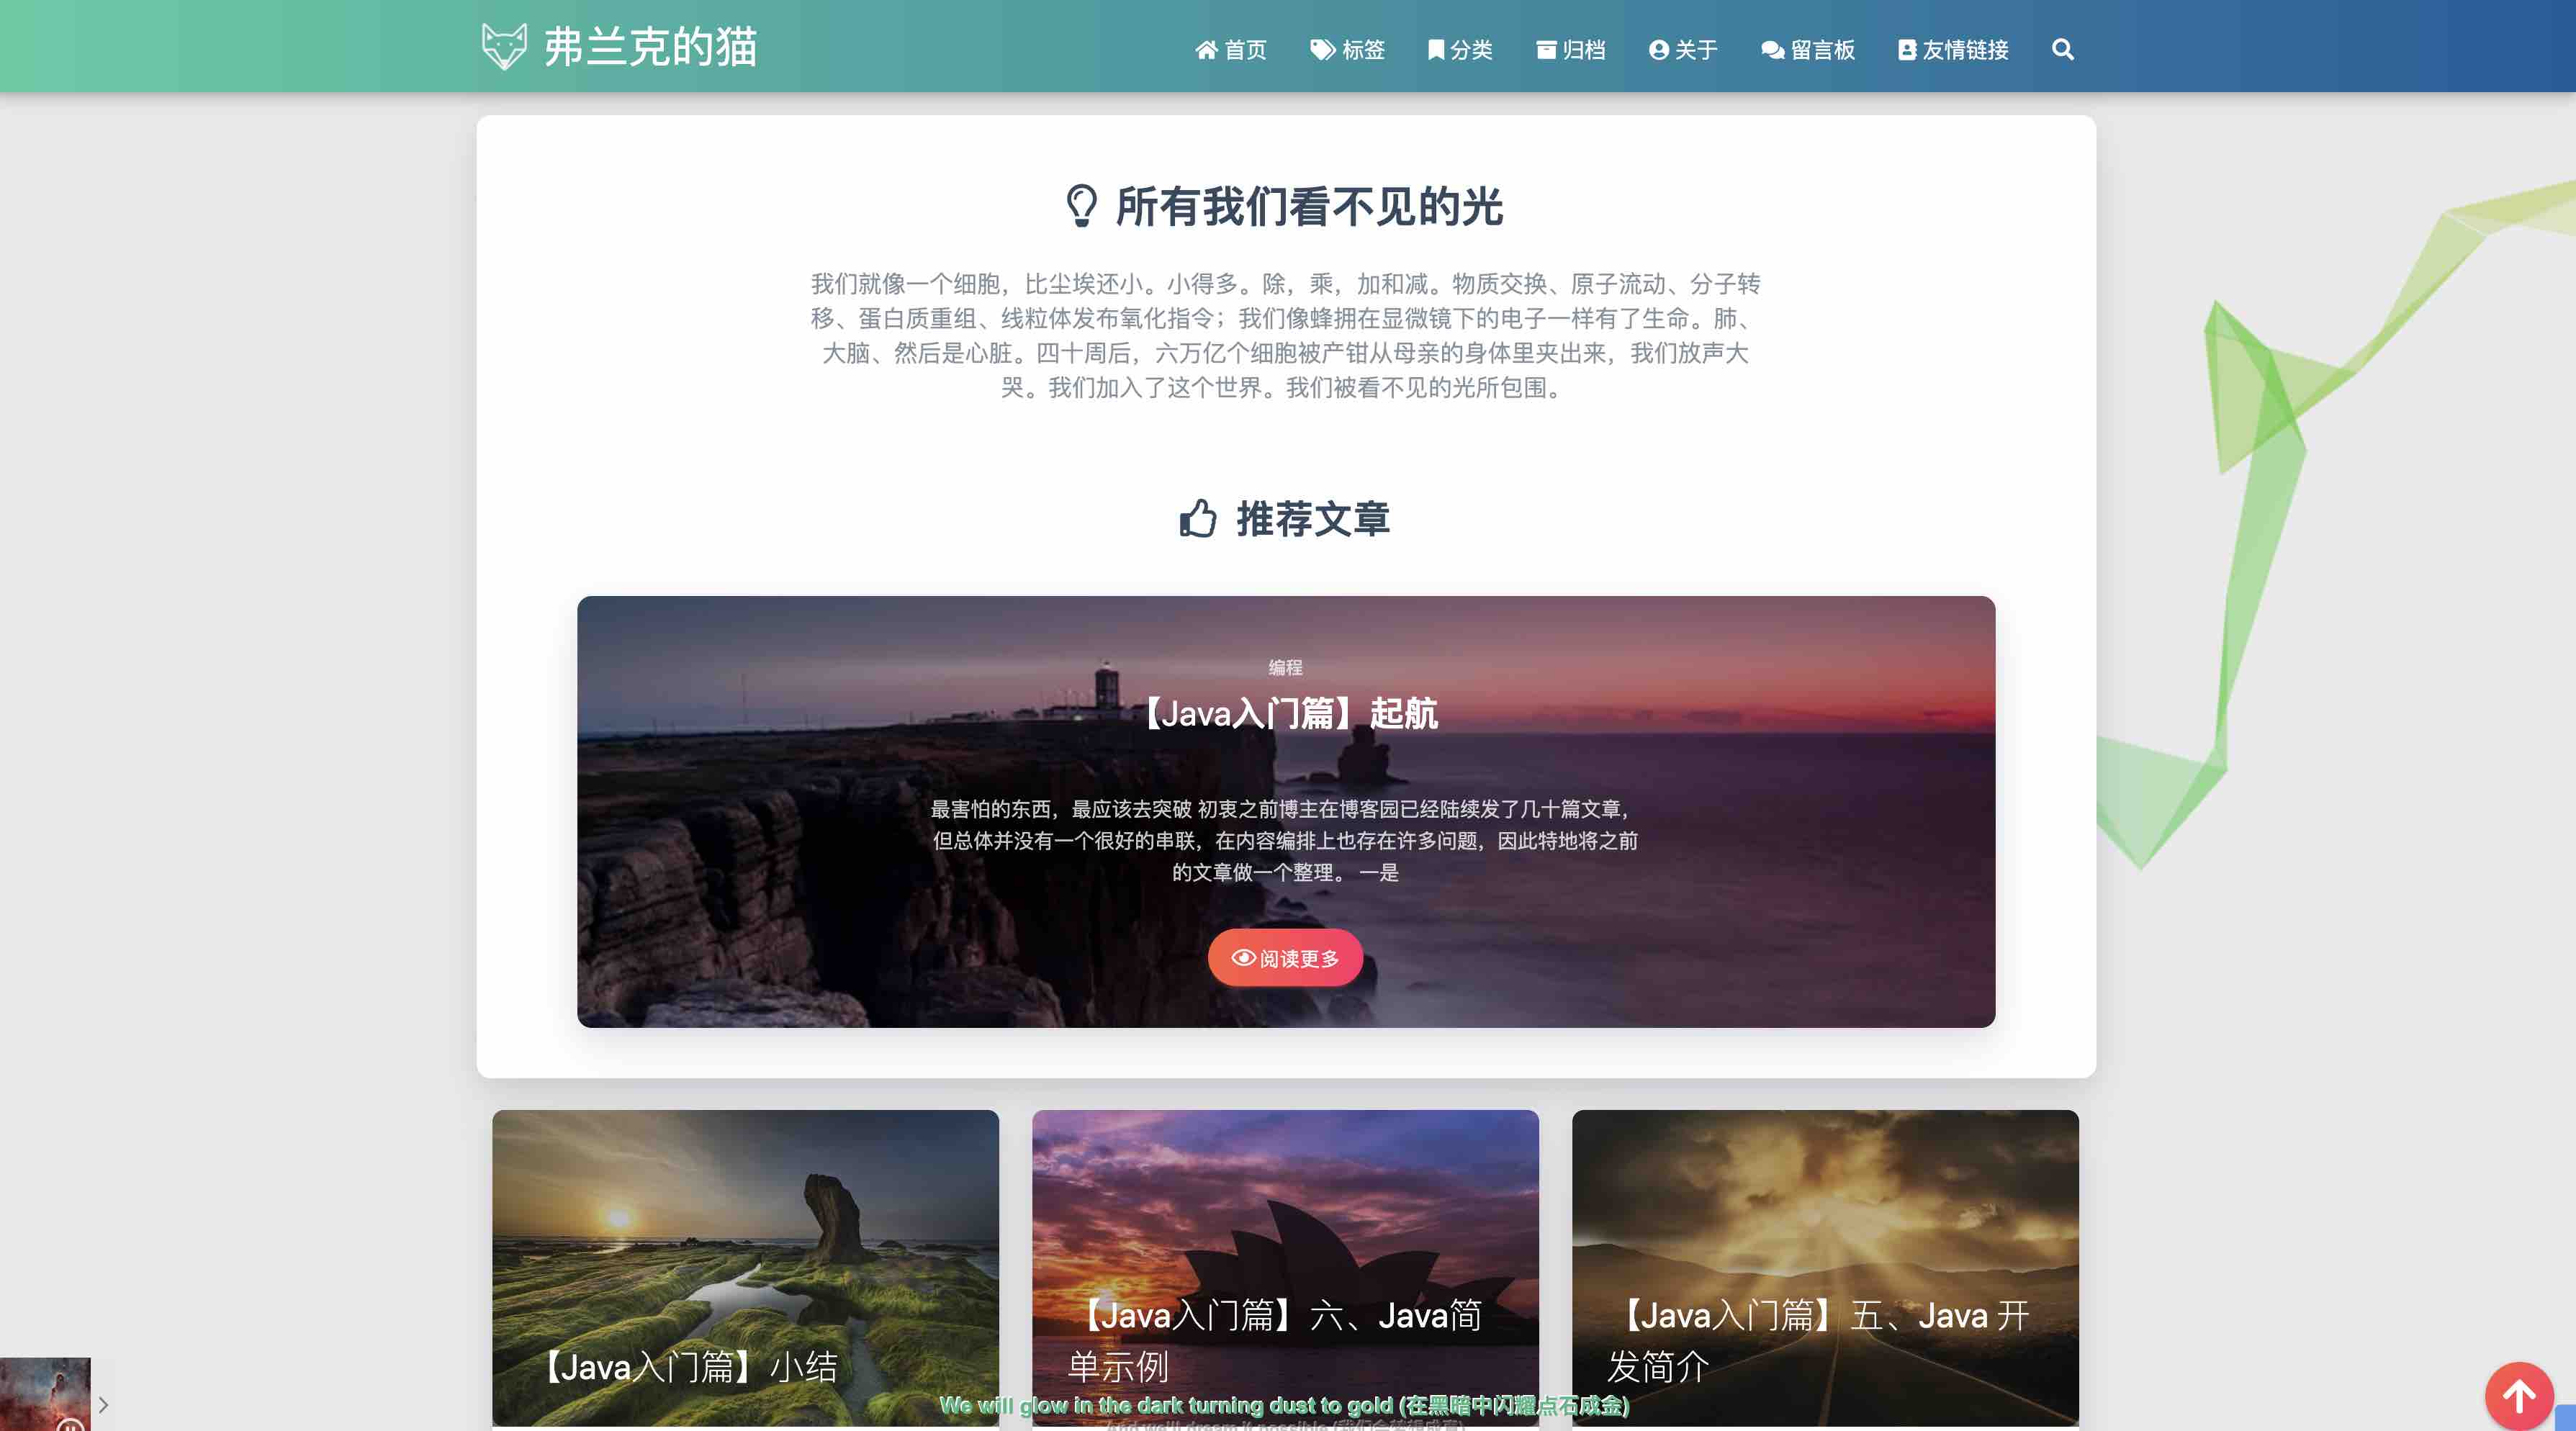 弗兰克的猫
首页 标签 分类 归档 关于 留言板 友情链接
所有我们看不见的光
我们就像一个细胞，比尘埃还小。小得多。除，乘，加和减。物质交换、原子流动、分子转
移、蛋白质重组、线粒体发布氧化指令；我们像蜂拥在显微镜下的电子一样有了生命。肺、
大脑、然后是心脏。四十周后，六万亿个细胞被产钳从母亲的身体里夹出来，我们放声大
哭。我们加入了这个世界。我们被看不见的光所包围。
推荐文章
编程
【Java入门篇】起航
最害怕的东西，最应该去突破 初衷之前博主在博客园已经陆续发了几十篇文章，
但总体并没有一个很好的串联，在内容编排上也存在许多问题，因此特地将之前
的文章做一个整理。 一是
阅读更多
【Java入门篇】小结
【Java入门篇】六、Java简
单示例
【Java入门篇】五、Java 开
发简介
We will glow in the dark turning dust to gold (在黑暗中闪耀点石成金)